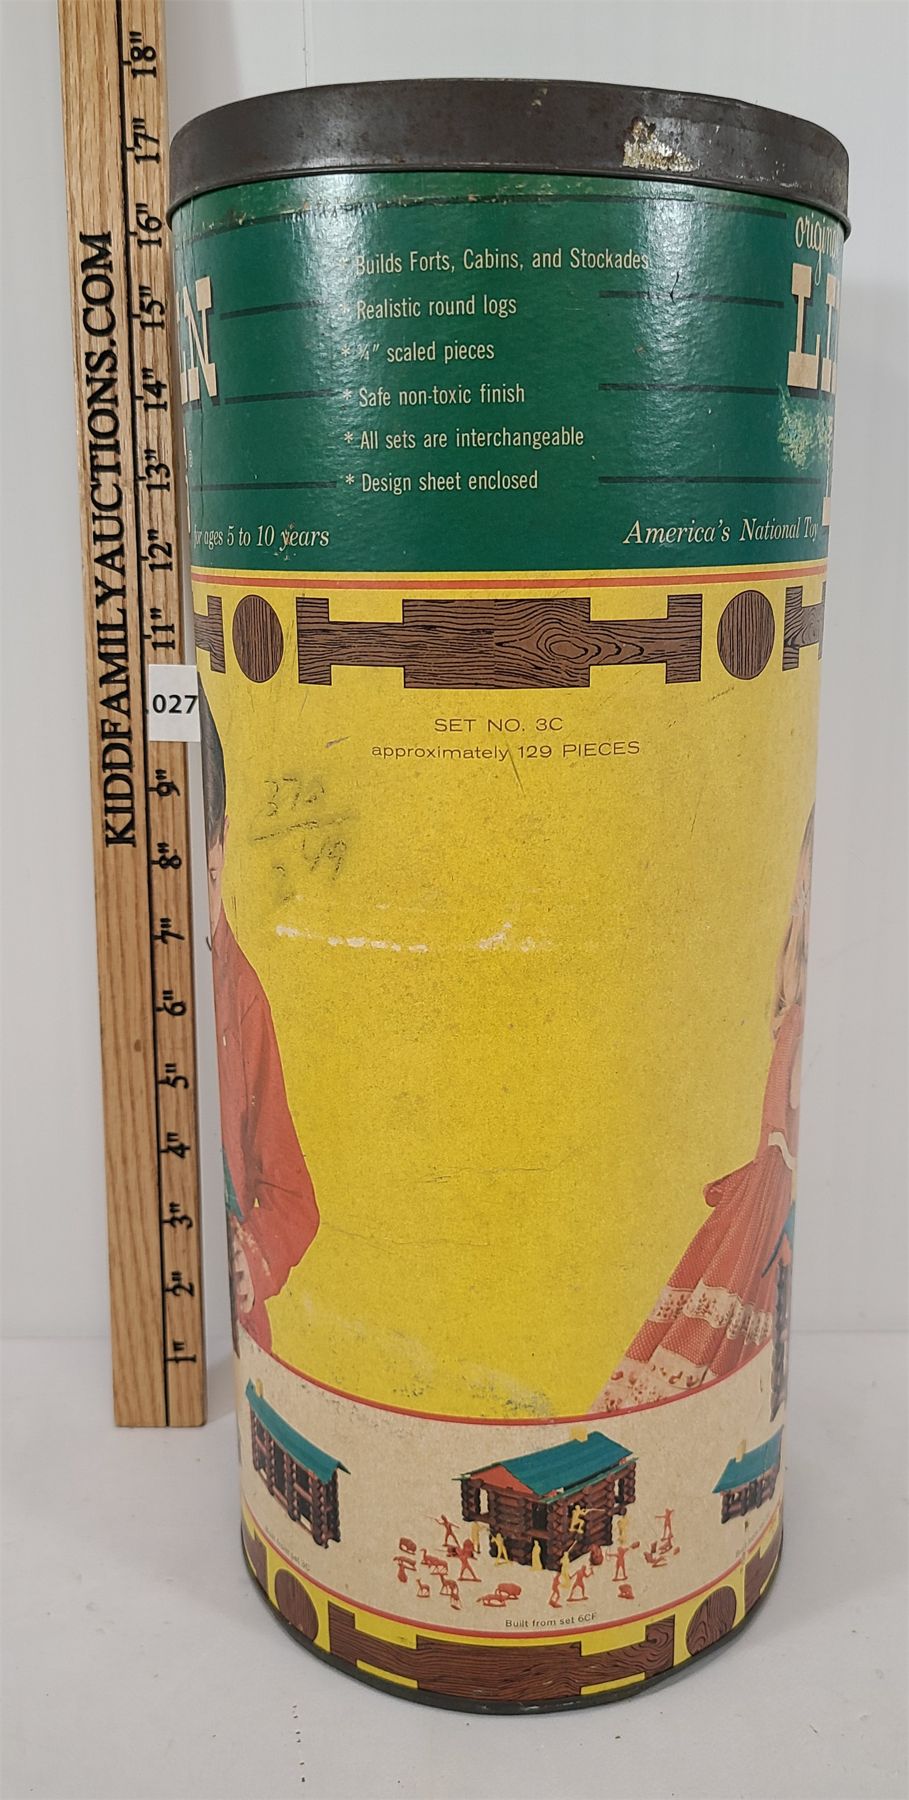 18"
17"
16"
15"
14"
13"
12"
11"
9"
8"
7"
6"
5"
4"
3"
2"
1"
KIDDFAMILYAUCTIONS.COM
027
* Builds Forts, Cabins, and Stockades
* Realistic round logs
* ¾" scaled pieces
* Safe non-toxic finish
* All sets are interchangeable
* Design sheet enclosed
®
for ages 5 to 10 years
America's National Toy
SET NO. 3C
approximately 129 PIECES
Built from set 6CF